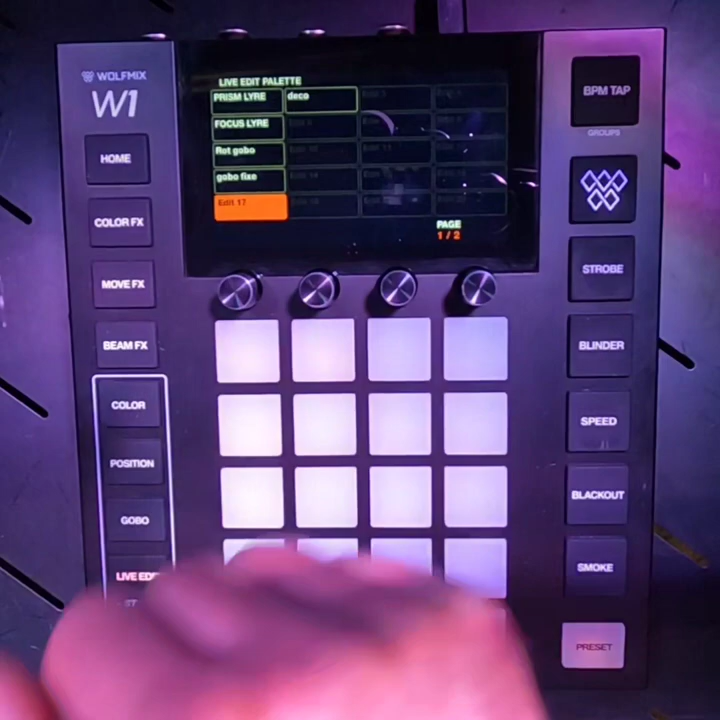 WOLFMIX
W1
HOME
COLOR FX
MOVE FX
BEAM FX
COLOR
POSITION
GOBO
LIVE EDIT
LIVE EDIT PALETTE
PRISM LYRE
deco
FOCUS LYRE
Rot gobo
gobo fixe
Edit 17
PAGE
1 / 2
BPM TAP
GROUPS
STROBE
BLINDER
SPEED
BLACKOUT
SMOKE
PRESET